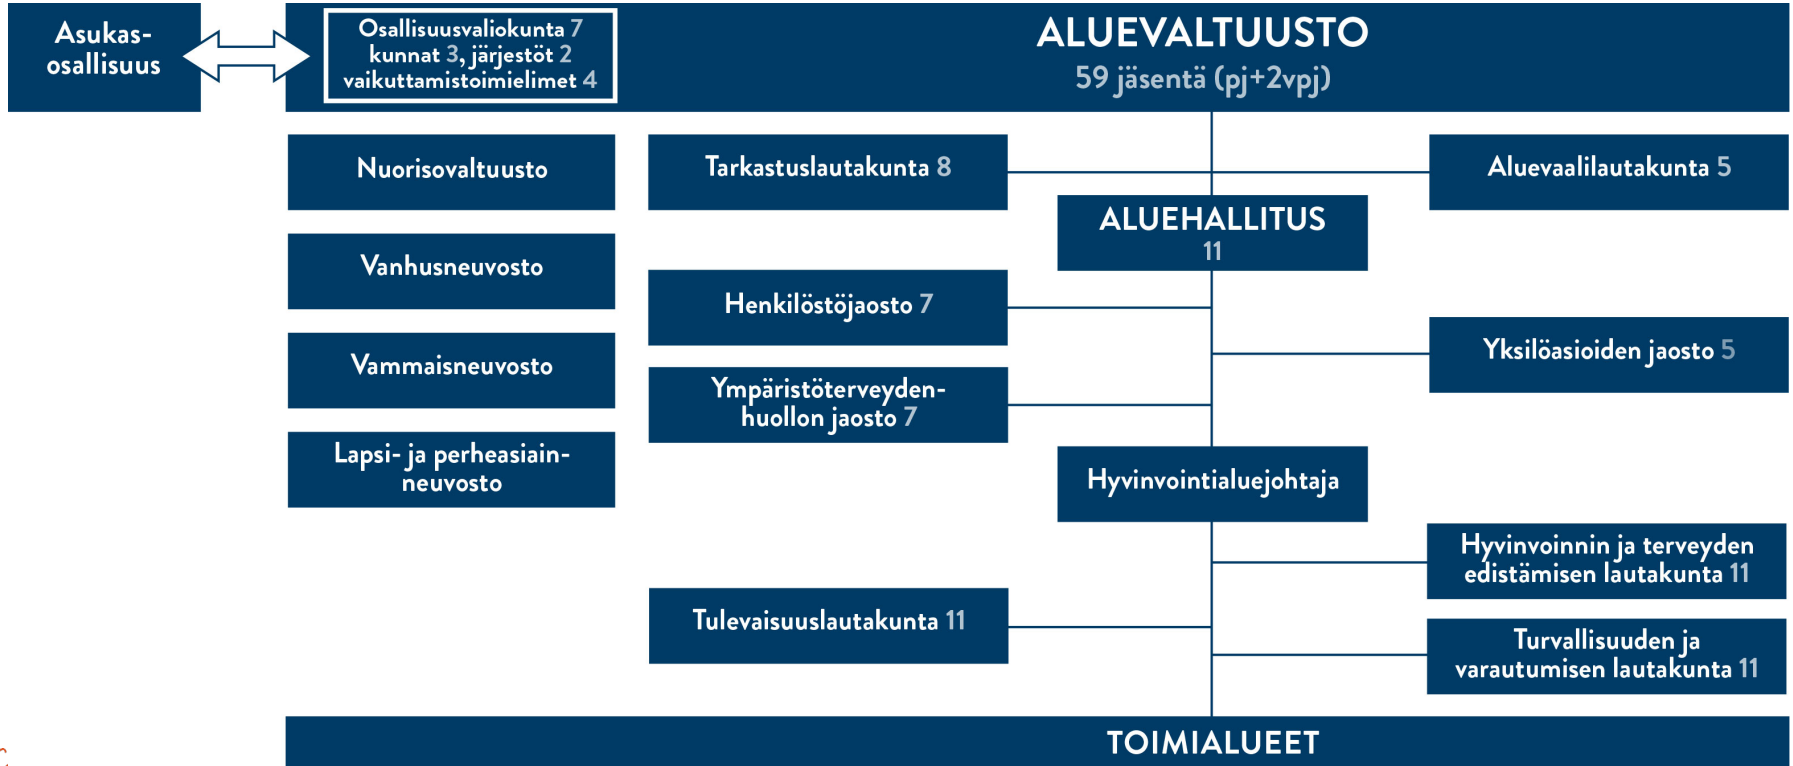 Asukas-
osallisuus
Osallisuusvaliokunta 7
kunnat 3, järjestöt 2
vaikuttamistoimielimet 4
ALUEVALTUUSTO
59 jäsentä (pj+2vpj)
Nuorisovaltuusto
Tarkastuslautakunta 8
Aluevaalilautakunta 5
ALUEHALLITUS
11
Vanhusneuvosto
Henkilöstöjaosto 7
Yksilöasioiden jaosto 5
Vammaisneuvosto
Ympäristöterveyden-
huollon jaosto 7
Lapsi- ja perheasiain-
neuvosto
Hyvinvointialuejohtaja
Hyvinvoinnin ja terveyden
edistämisen lautakunta 11
Tulevaisuuslautakunta 11
Turvallisuuden ja
varautumisen lautakunta 11
TOIMIALUEET